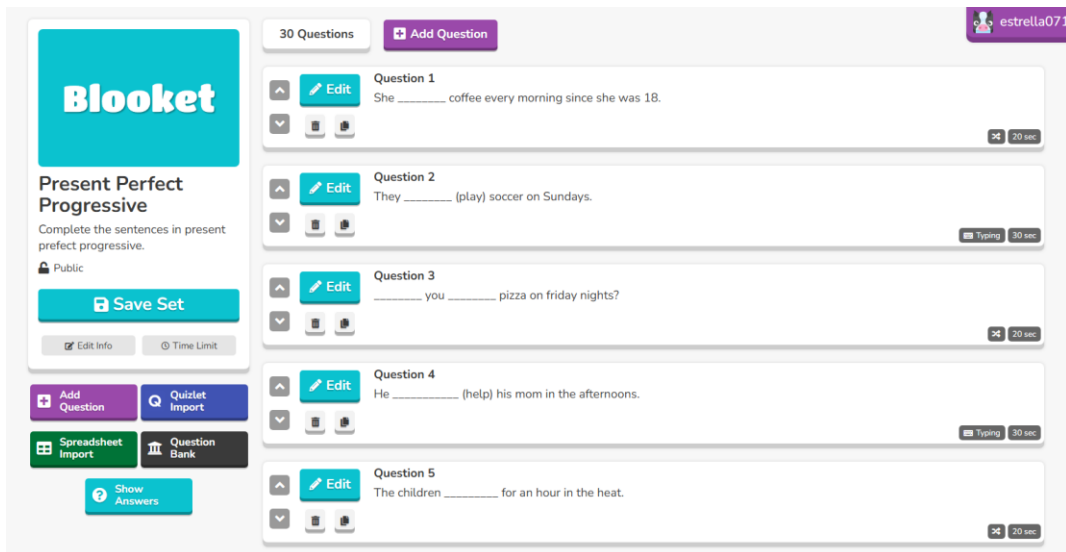 Blooket
Present Perfect
Progressive
Complete the sentences in present
prefect progressive.
Public
Save Set
Edit Info
Time Limit
Add
Question
Quizlet
Import
Spreadsheet
Import
Question
Bank
Show
Answers
30 Questions
Add Question
estrella071
Edit
Question 1
She ________ coffee every morning since she was 18.
20 sec
Edit
Question 2
They ________ (play) soccer on Sundays.
Typing
30 sec
Edit
Question 3
________ you ________ pizza on friday nights?
20 sec
Edit
Question 4
He ___________ (help) his mom in the afternoons.
Typing
30 sec
Edit
Question 5
The children _________ for an hour in the heat.
20 sec